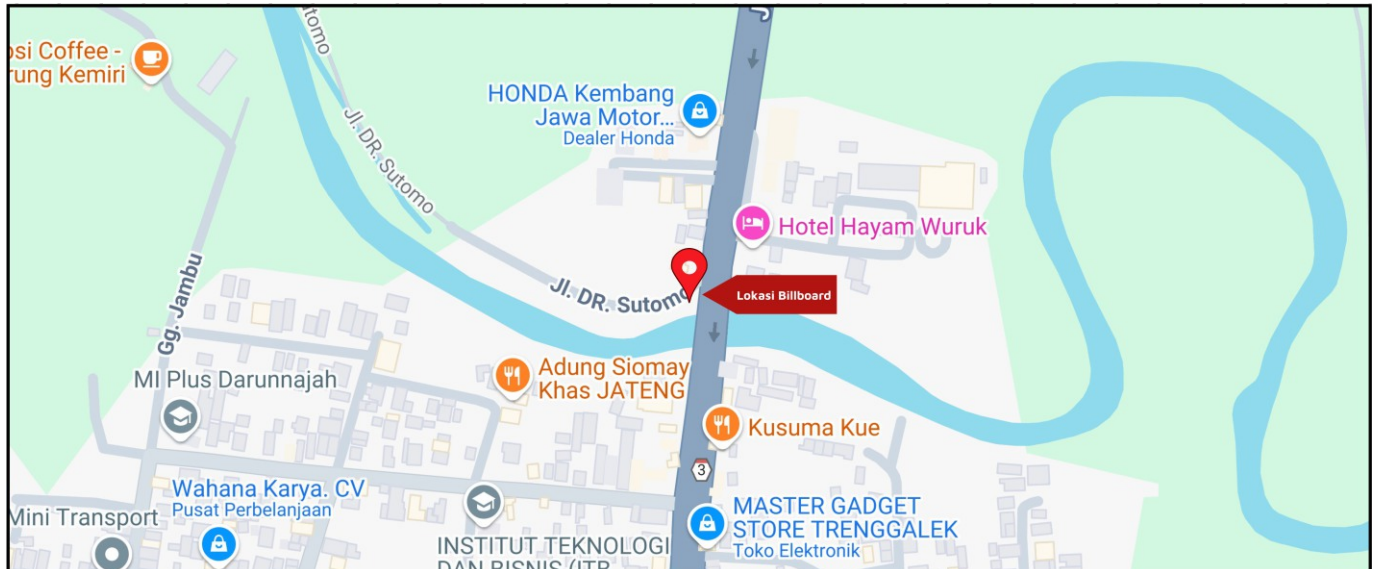 utomo
osi Coffee -
rung Kemiri
J
HONDA Kembang
Jawa Motor...
Dealer Honda
Jl. DR. Sutomo
Hotel Hayam Wuruk
Jl. DR. Sutomo
Lokasi Billboard
Gg. Jambu
MI Plus Darunnajah
Adung Siomay
Khas JATENG
Kusuma Kue
3
Wahana Karya. CV
Pusat Perbelanjaan
Mini Transport
INSTITUT TEKNOLOGI
DAN BISNIS (ITB
MASTER GADGET
STORE TRENGGALEK
Toko Elektronik